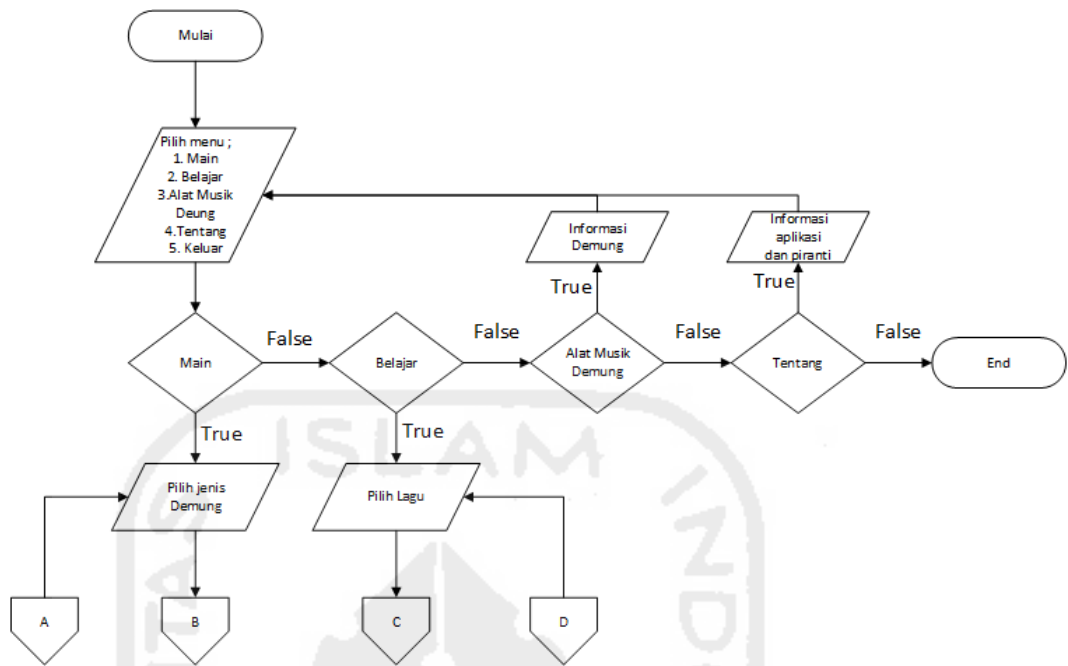 Mulai
Pilih menu ;
1. Main
2. Belajar
3.Alat Musik
Deung
4.Tentang
5. Keluar
Informasi
Demung
Informasi
aplikasi
dan piranti
True
True
Main
False
Belajar
False
Alat Musik
Demung
False
Tentang
False
End
True
True
ISLAM
Pilih jenis
Demung
Pilih Lagu
A
B
C
D